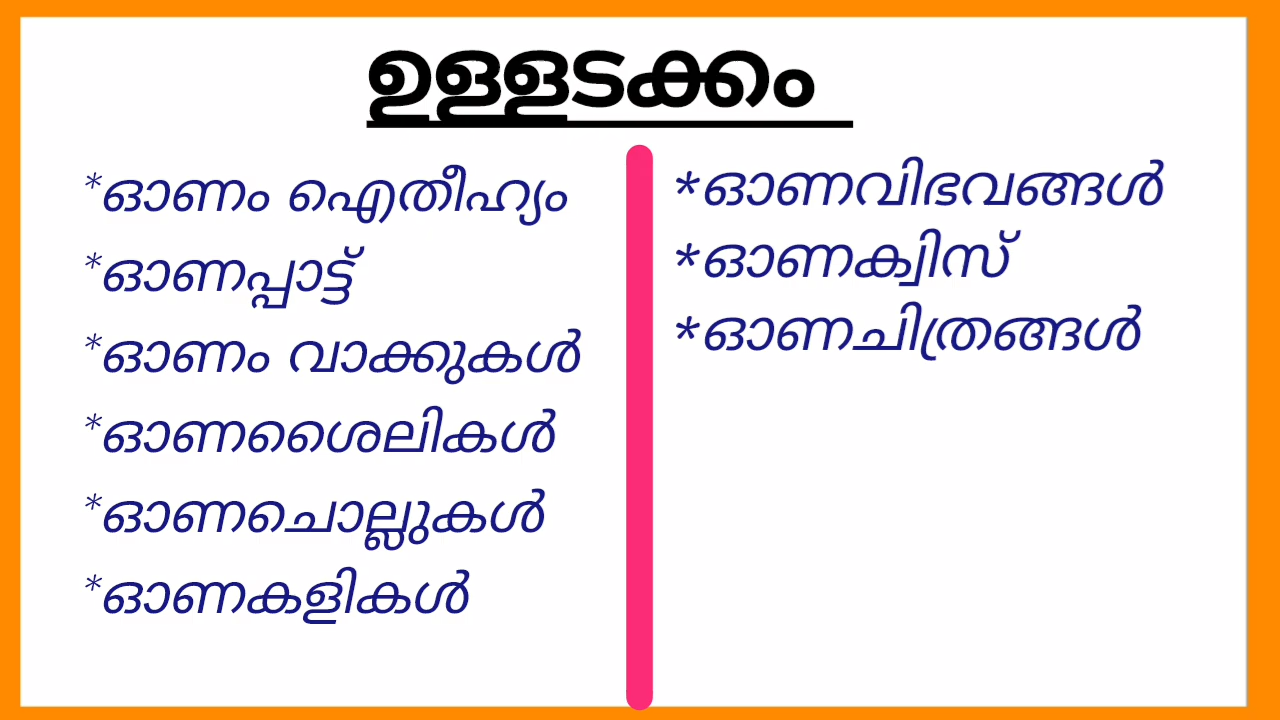 ഉള്ളടക്കം
*ഓണം ഐതീഹ്യം
*ഓണപ്പാട്ട്
*ഓണം വാക്കുകൾ
*ഓണശൈലികൾ
*ഓണചൊല്ലുകൾ
*ഓണകളികൾ
*ഓണവിഭവങ്ങൾ
*ഓണക്വിസ്
*ഓണചിത്രങ്ങൾ